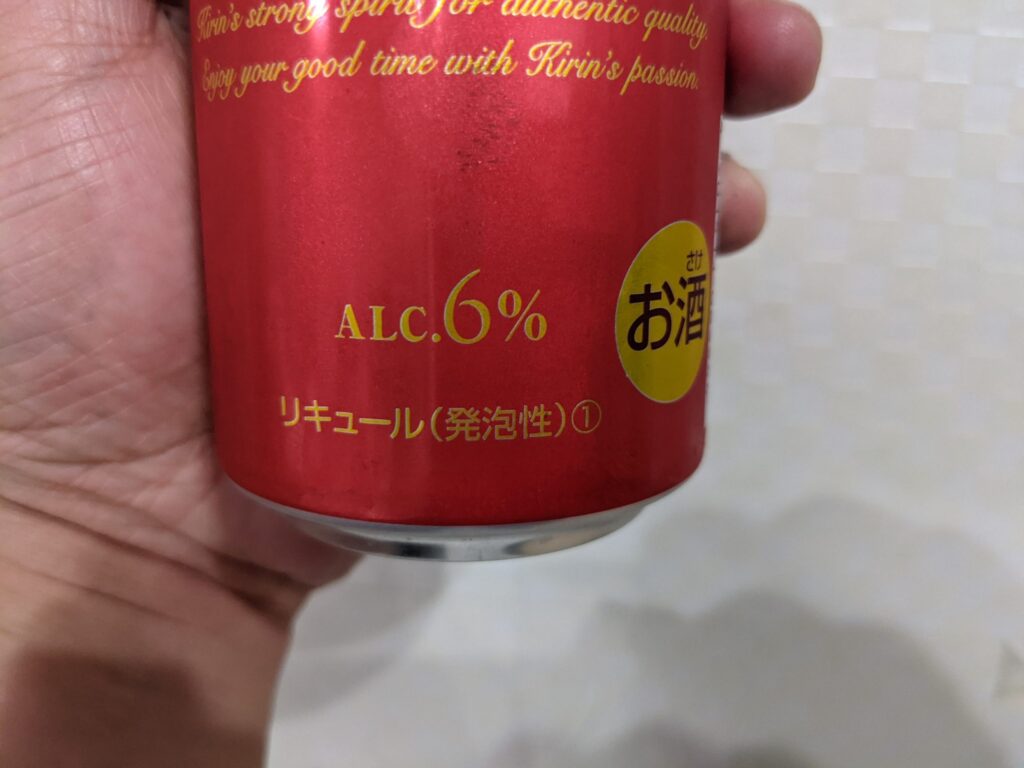 Kirin's strong spirit for authentic quality.
Enjoy your good time with Kirin's passion.
ALC.6%
リキュール(発泡性)①
さけ
お酒